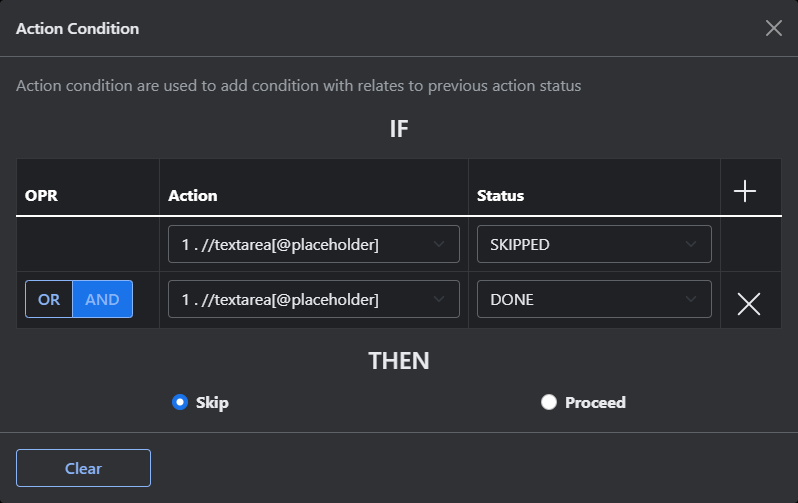 Action Condition
Action condition are used to add condition with relates to previous action status
IF
OPR Action Status
1 . //textarea[@placeholder] SKIPPED
OR AND 1 . //textarea[@placeholder] DONE
THEN
Skip Proceed
Clear